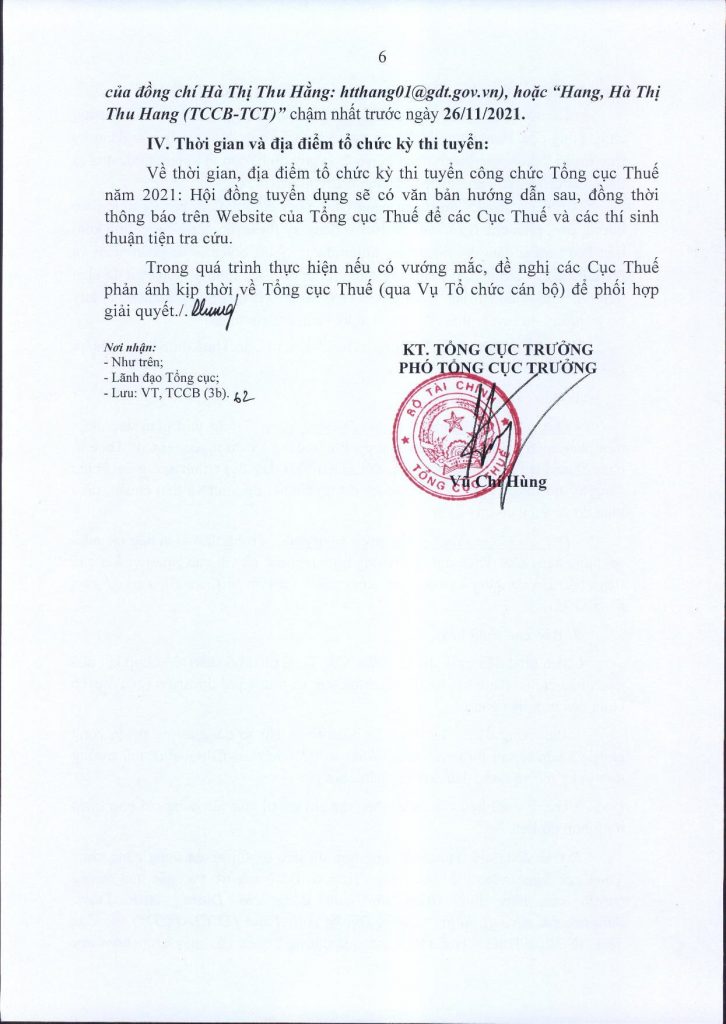 6
của đồng chí Hà Thị Thu Hằng: htthang01@gdt.gov.vn), hoặc “Hang, Hà Thị
Thu Hang (TCCB-TCT)” chậm nhất trước ngày 26/11/2021.
IV. Thời gian và địa điểm tổ chức kỳ thi tuyển:
Về thời gian, địa điểm tổ chức kỳ thi tuyển công chức Tổng cục Thuế
năm 2021: Hội đồng tuyển dụng sẽ có văn bản hướng dẫn sau, đồng thời
thông báo trên Website của Tổng cục Thuế để các Cục Thuế và các thí sinh
thuận tiện tra cứu.
Trong quá trình thực hiện nếu có vướng mắc, đề nghị các Cục Thuế
phản ánh kịp thời về Tổng cục Thuế (qua Vụ Tổ chức cán bộ) để phối hợp
giải quyết./.
Nơi nhận:
- Như trên;
- Lãnh đạo Tổng cục;
- Lưu: VT, TCCB (3b). 62
KT. TỔNG CỤC TRƯỞNG
PHÓ TỔNG CỤC TRƯỞNG
BỘ TÀI CHÍNH
TỔNG CỤC THUẾ
Vũ Chí Hùng